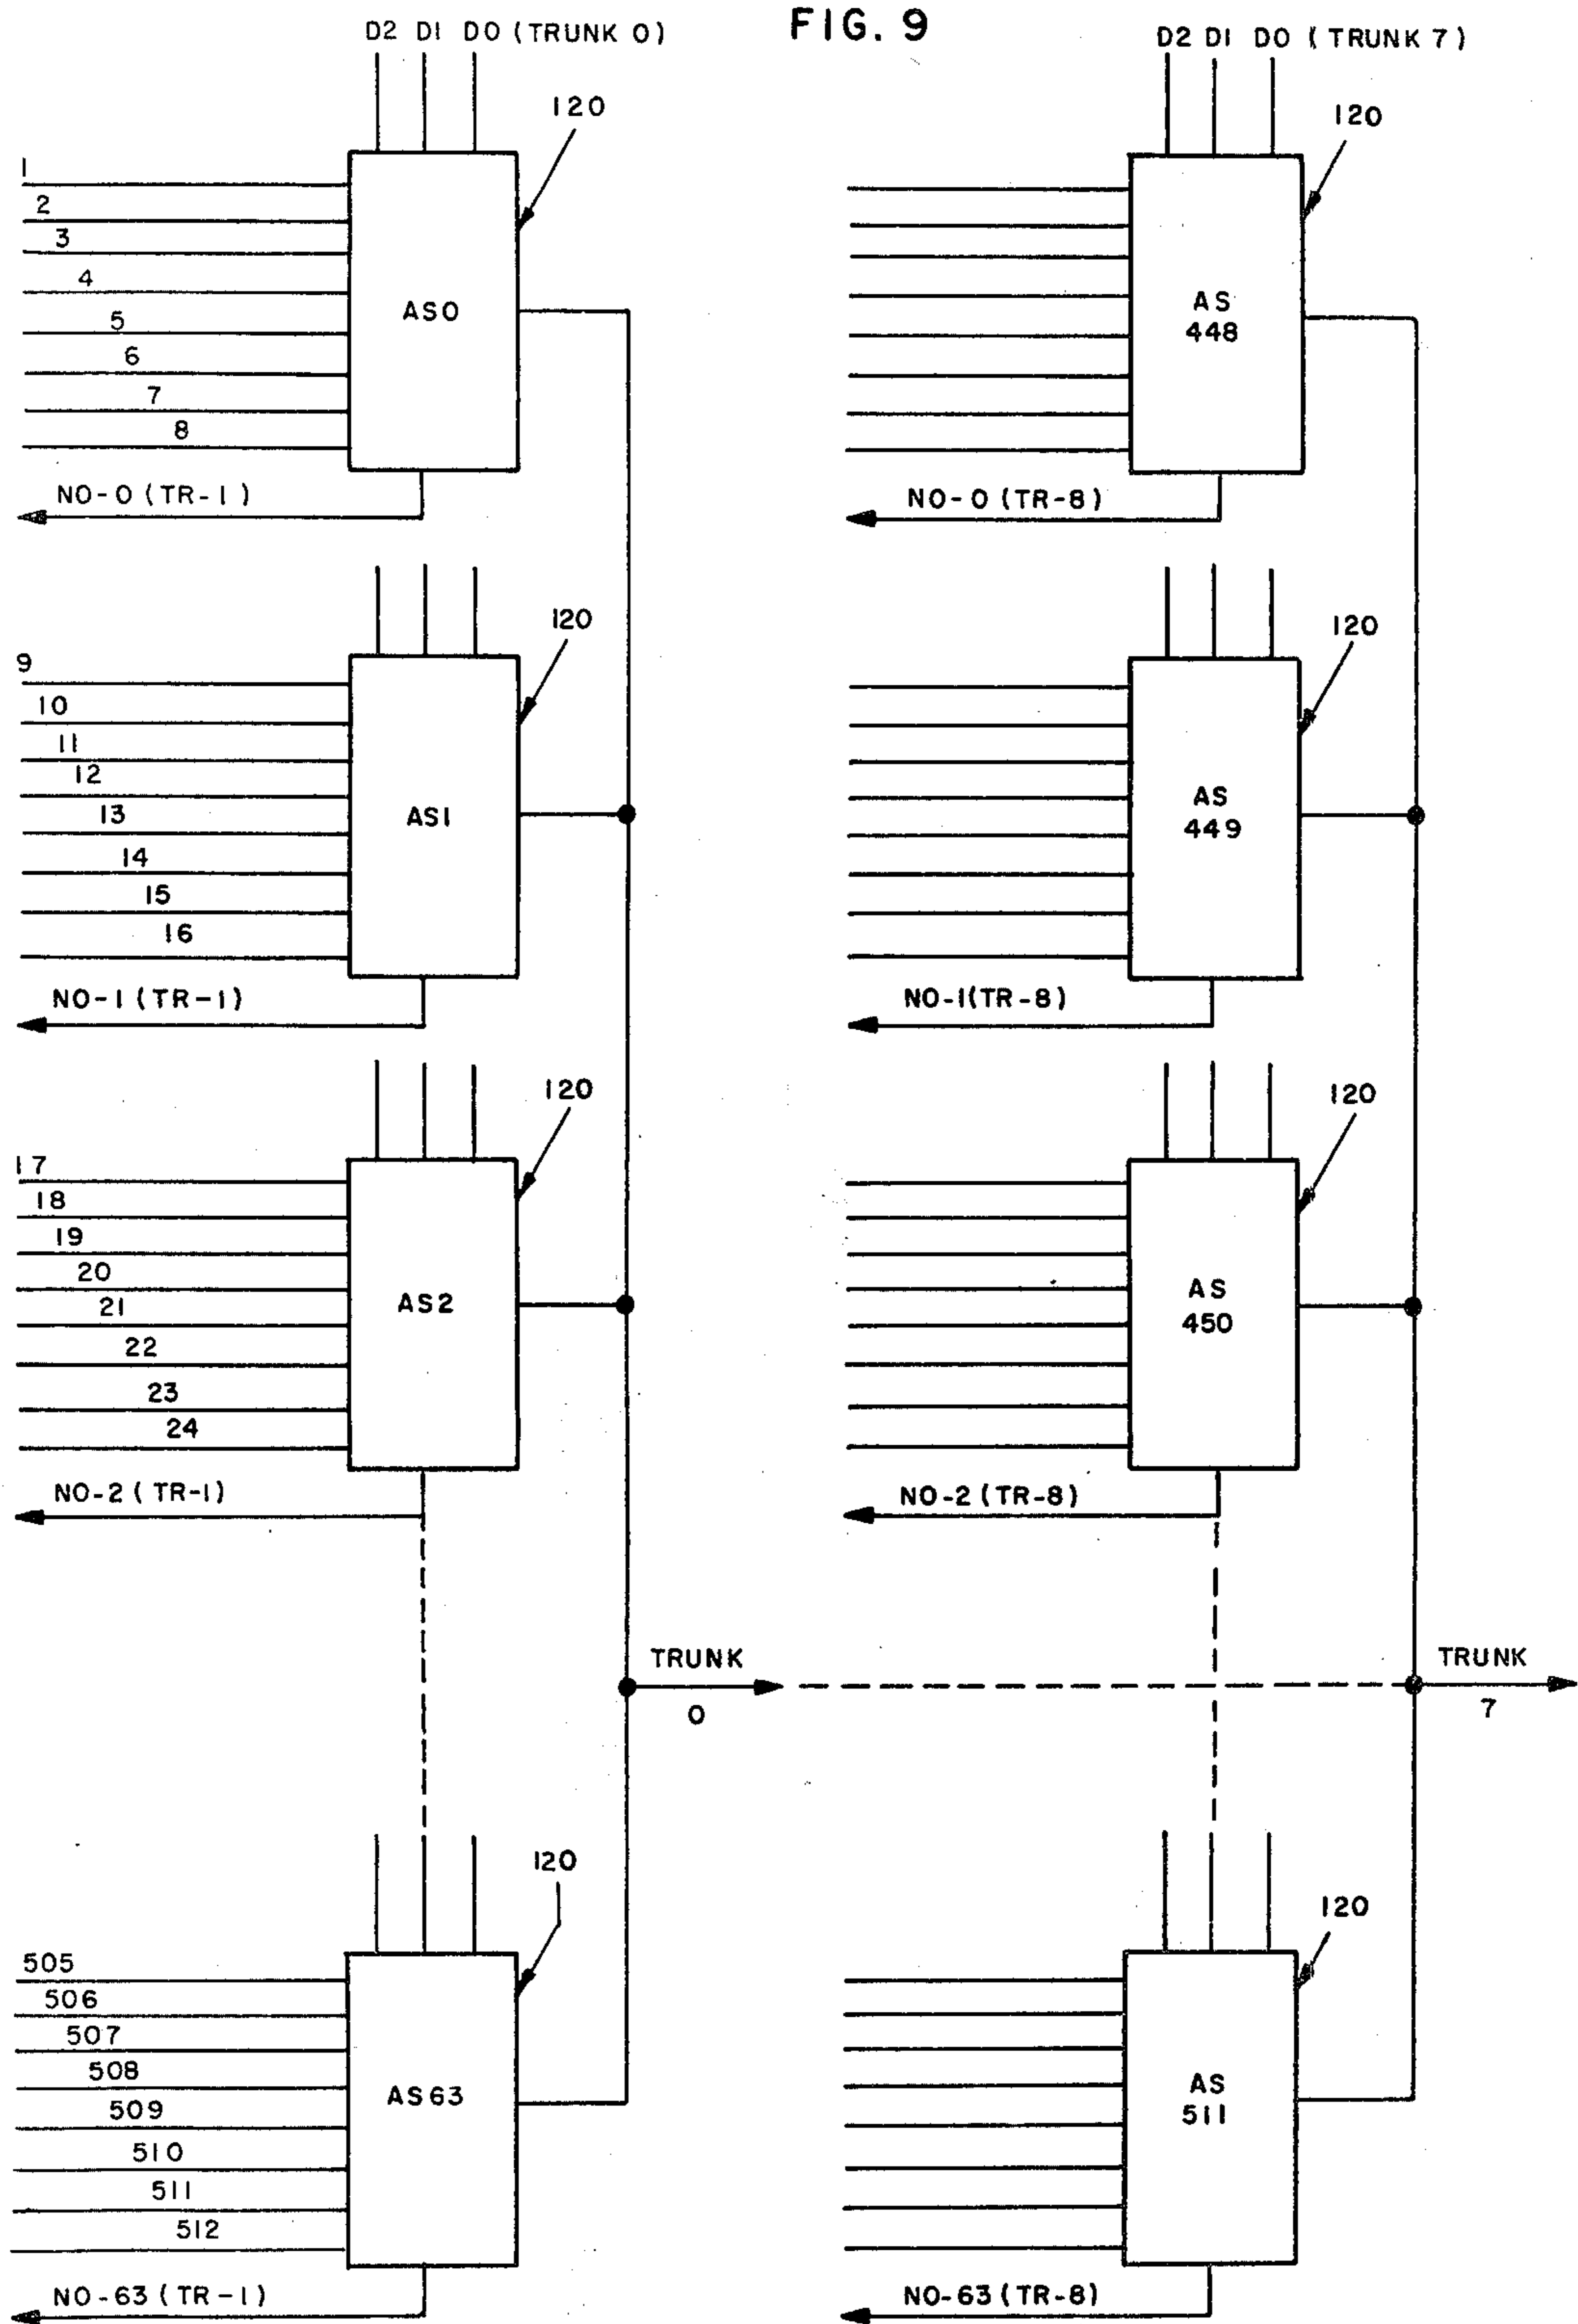 FIG. 9
D2 D1 D0 (TRUNK 0)
120
1
2
3
4
5
6
7
8
AS0
NO-0 (TR-1)
120
9
10
11
12
13
14
15
16
AS1
NO-1 (TR-1)
120
17
18
19
20
21
22
23
24
AS2
NO-2 (TR-1)
TRUNK
0
120
505
506
507
508
509
510
511
512
AS63
NO-63 (TR-1)
D2 D1 D0 (TRUNK 7)
120
AS
448
NO-0 (TR-8)
120
AS
449
NO-1(TR-8)
120
AS
450
NO-2 (TR-8)
TRUNK
7
120
AS
511
NO-63 (TR-8)